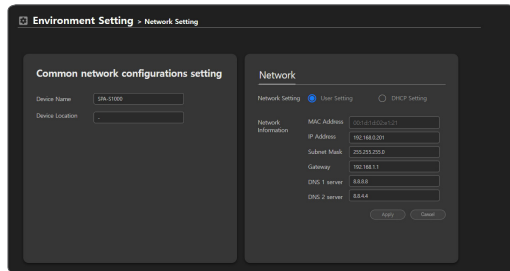 Environment Setting > Network Setting
Common network configurations setting
Device Name SPA-S1000
Device Location _
Network
Network Setting User Setting DHCP Setting
Network Information
MAC Address
IP Address 192.168.0.201
Subnet Mask 255.255.255.0
Gateway 192.168.1.1
DNS 1 server 8.8.8.8
DNS 2 server 8.8.4.4
Apply Cancel